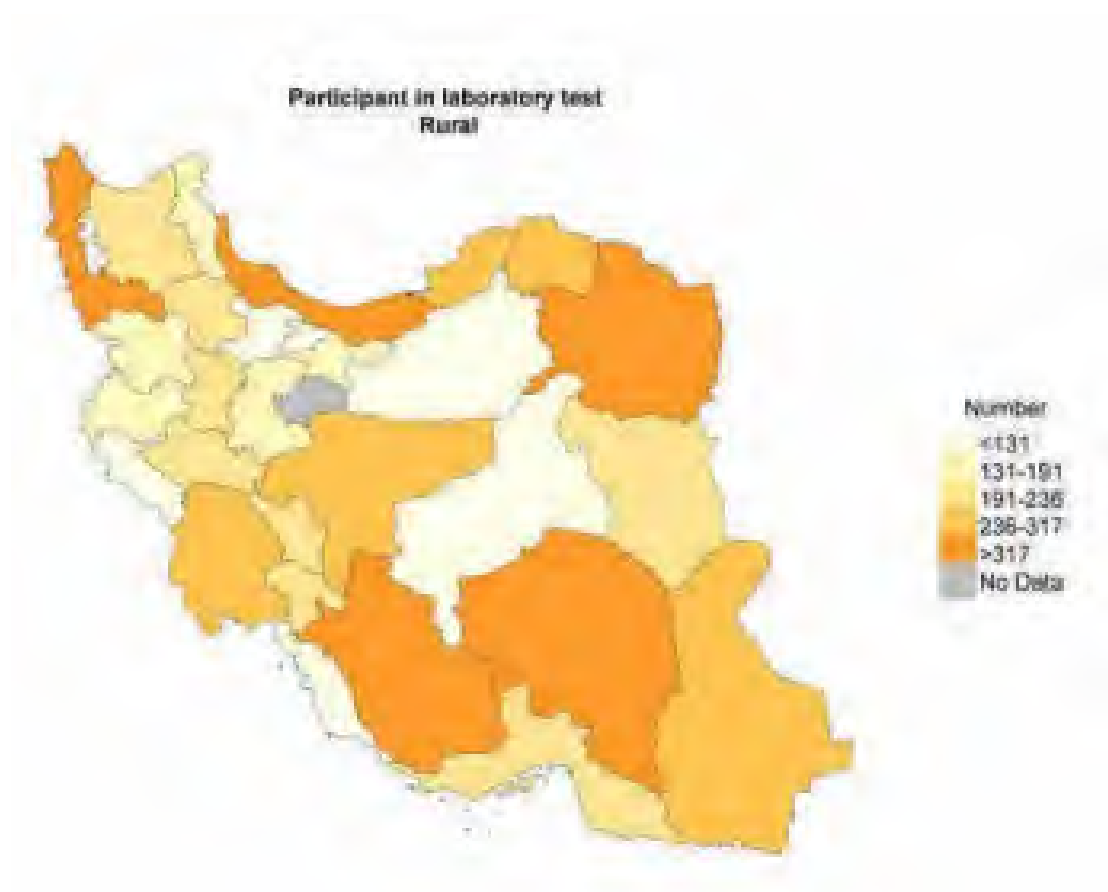 Participant in laboratory test
Rural
Number
<131
131-191
191-236
236-317
>317
No Data